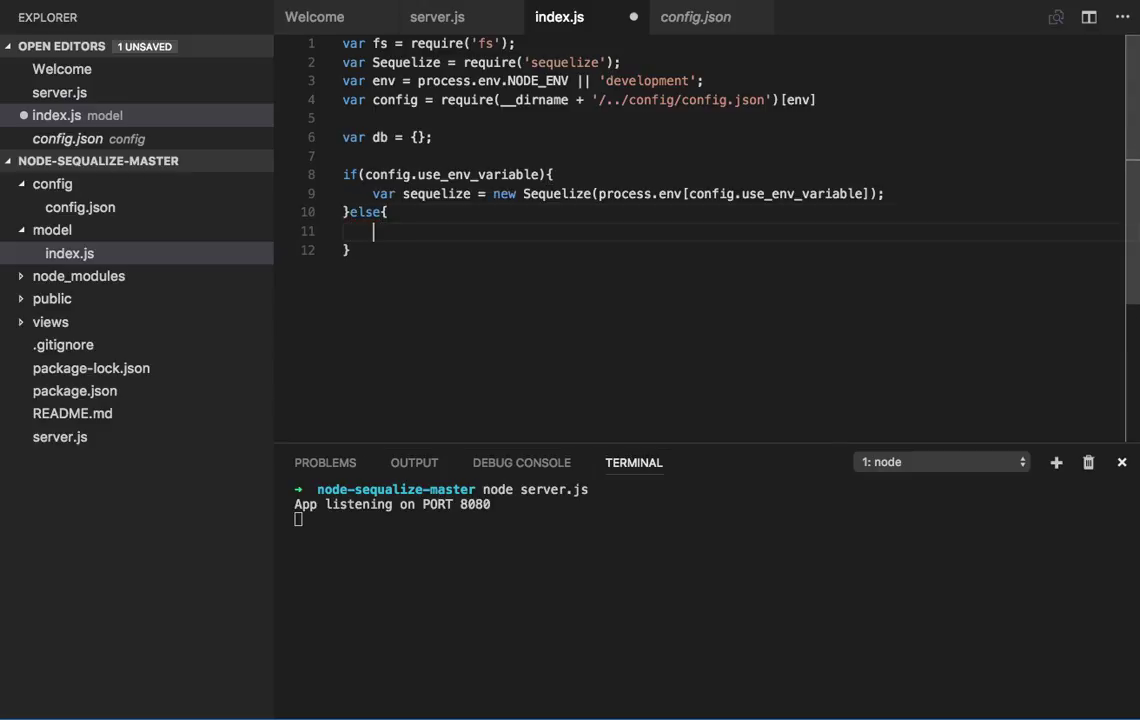 EXPLORER
Welcome
server.js
index.js
config.json
OPEN EDITORS 1 UNSAVED
Welcome
server.js
index.js model
config.json config
NODE-SEQUALIZE-MASTER
config
config.json
model
index.js
node_modules
public
views
.gitignore
package-lock.json
package.json
README.md
server.js
1 var fs = require('fs');
2 var Sequelize = require('sequelize');
3 var env = process.env.NODE_ENV || 'development';
4 var config = require(__dirname + '/../config/config.json')[env]
5
6 var db = {};
7
8 if(config.use_env_variable){
9 var sequelize = new Sequelize(process.env[config.use_env_variable]);
10 }else{
11
12 }
PROBLEMS OUTPUT DEBUG CONSOLE TERMINAL 1: node
➜ node-sequalize-master node server.js
App listening on PORT 8080